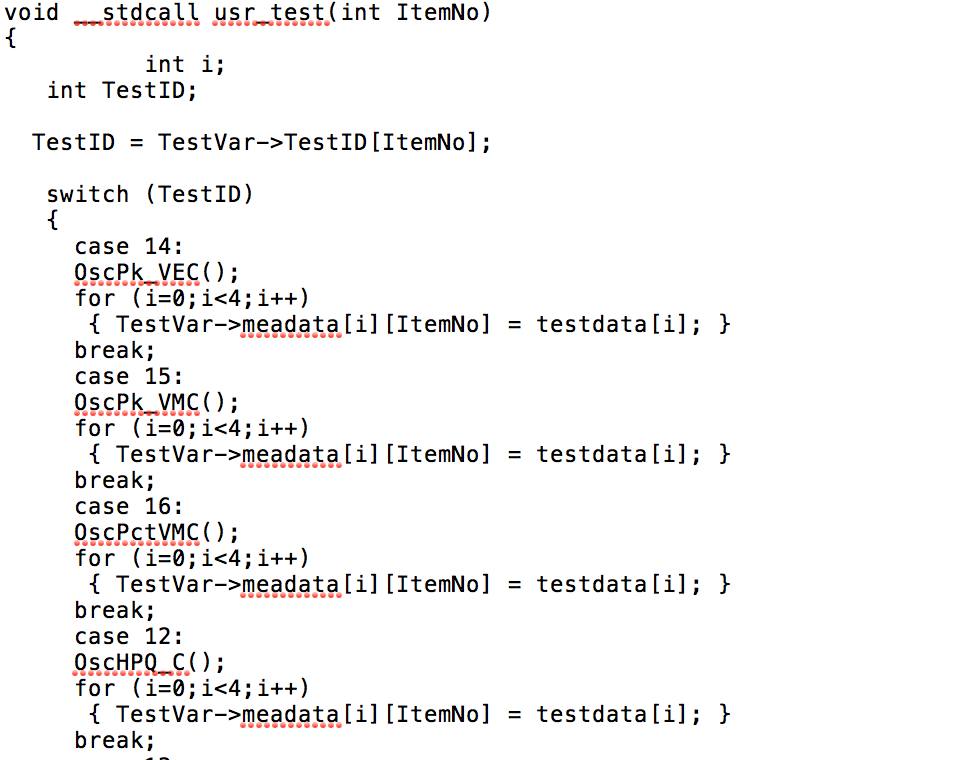 void __stdcall usr_test(int ItemNo)
{
int i;
int TestID;
TestID = TestVar->TestID[ItemNo];
switch (TestID)
{
case 14:
OscPk_VEC();
for (i=0;i<4;i++)
{ TestVar->meadata[i][ItemNo] = testdata[i]; }
break;
case 15:
OscPk_VMC();
for (i=0;i<4;i++)
{ TestVar->meadata[i][ItemNo] = testdata[i]; }
break;
case 16:
OscPctVMC();
for (i=0;i<4;i++)
{ TestVar->meadata[i][ItemNo] = testdata[i]; }
break;
case 12:
OscHPQ_C();
for (i=0;i<4;i++)
{ TestVar->meadata[i][ItemNo] = testdata[i]; }
break;